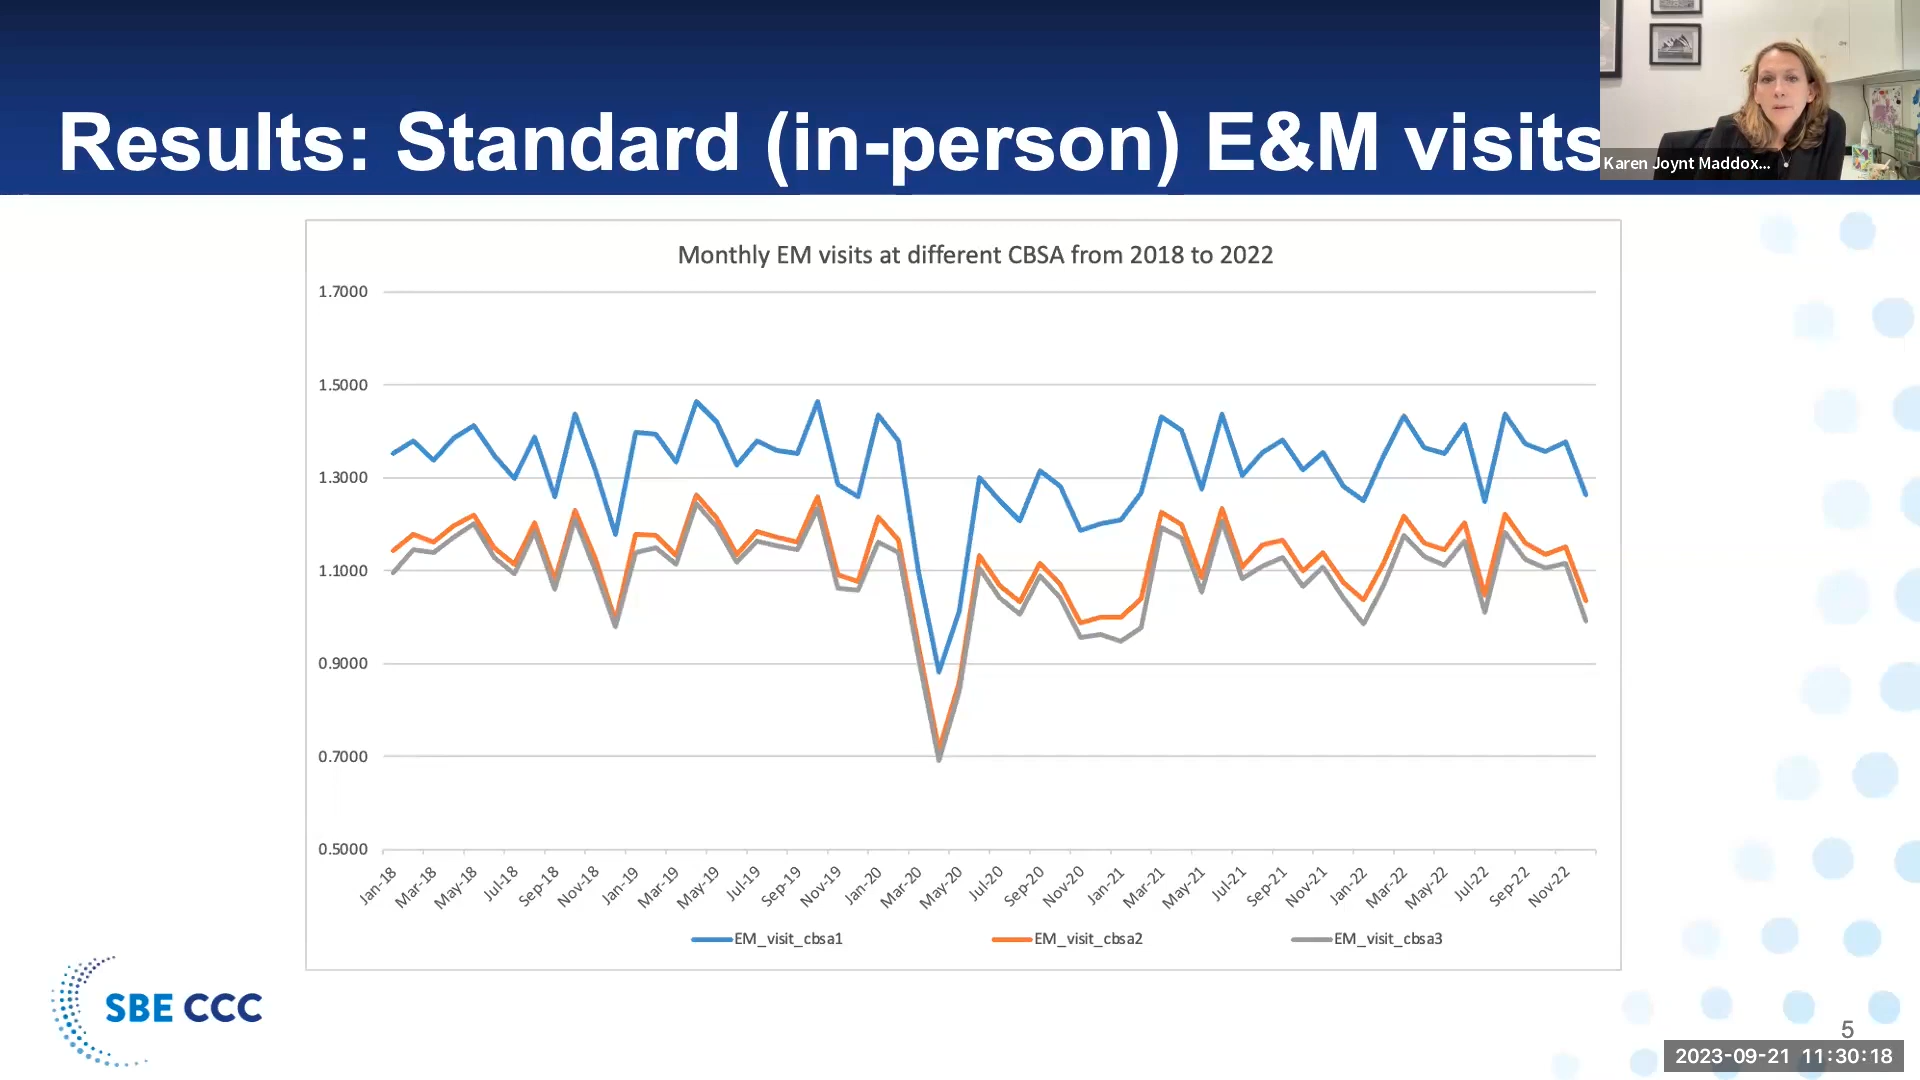 Results: Standard (in-person) E&M visits
Karen Joynt Maddox...
Monthly EM visits at different CBSA from 2018 to 2022
1.7000
1.5000
1.3000
1.1000
0.9000
0.7000
0.5000
Jan-18 Mar-18 May-18 Jul-18 Sep-18 Nov-18 Jan-19 Mar-19 May-19 Jul-19 Sep-19 Nov-19 Jan-20 Mar-20 May-20 Jul-20 Sep-20 Nov-20 Jan-21 Mar-21 May-21 Jul-21 Sep-21 Nov-21 Jan-22 Mar-22 May-22 Jul-22 Sep-22 Nov-22
EM_visit_cbsa1 EM_visit_cbsa2 EM_visit_cbsa3
SBE CCC
5
2023-09-21 11:30:18